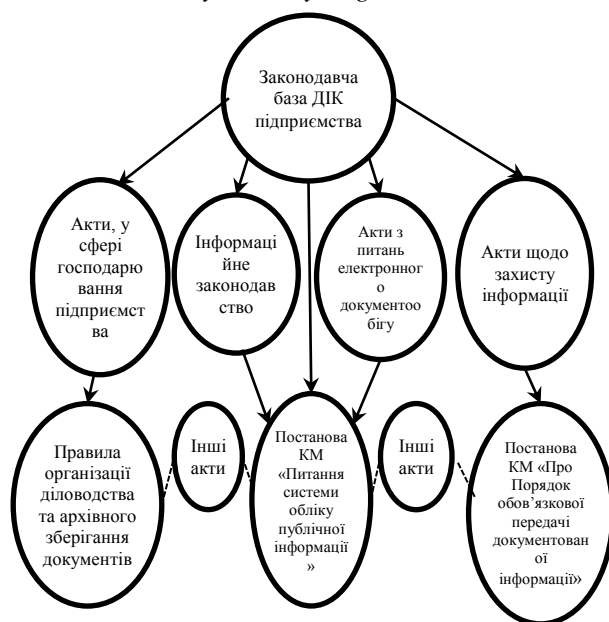 Законодавча
база ДІК
підприємства
Акти, у
сфері
господарю
вання
підприємст
ва
Інформаці
йне
законодав
ство
Акти з
питань
електронног
о
документоо
бігу
Акти щодо
захисту
інформації
Правила
організації
діловодства
та архівного
зберігання
документів
Інші
акти
Постанова
КМ
«Питання
системи
обліку
публічної
інформації
»
Інші
акти
Постанова
КМ «Про
Порядок
обов’язкової
передачі
документован
ої
інформації»